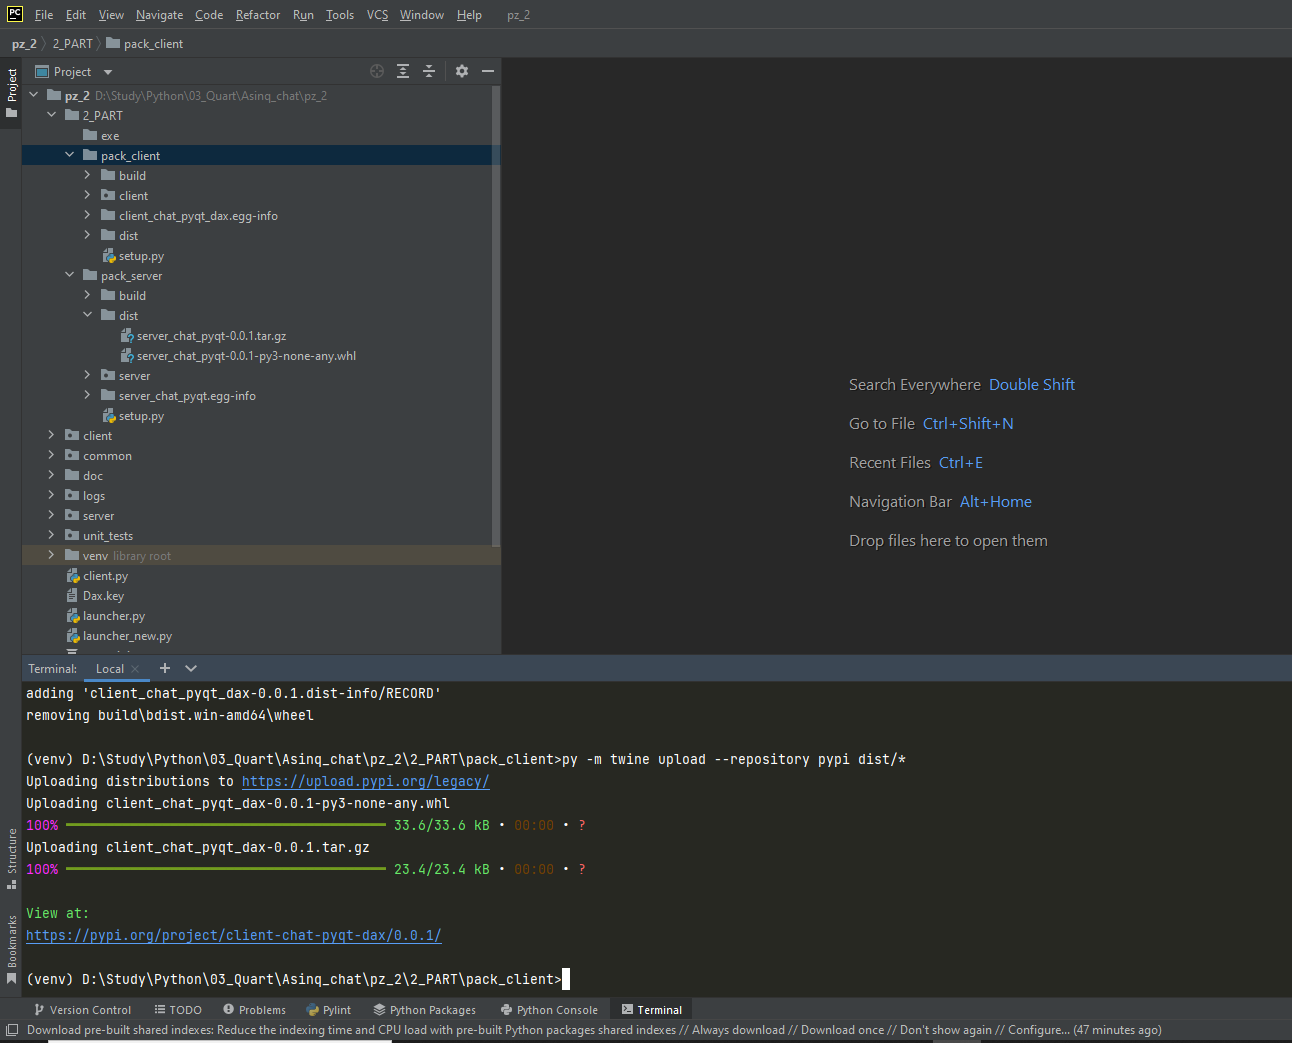 PC File Edit View Navigate Code Refactor Run Tools VCS Window Help pz_2
pz_2 2_PART pack_client
Project
Project
pz_2 D:\Study\Python\03_Quart\Asinq_chat\pz_2
2_PART
exe
pack_client
build
client
client_chat_pyqt_dax.egg-info
dist
setup.py
pack_server
build
dist
server_chat_pyqt-0.0.1.tar.gz
server_chat_pyqt-0.0.1-py3-none-any.whl
server
server_chat_pyqt.egg-info
setup.py
client
common
doc
logs
server
unit_tests
venv library root
client.py
Dax.key
launcher.py
launcher_new.py
Search Everywhere Double Shift
Go to File Ctrl+Shift+N
Recent Files Ctrl+E
Navigation Bar Alt+Home
Drop files here to open them
Terminal: Local
adding 'client_chat_pyqt_dax-0.0.1.dist-info/RECORD'
removing build\bdist.win-amd64\wheel
(venv) D:\Study\Python\03_Quart\Asinq_chat\pz_2\2_PART\pack_client>py -m twine upload --repository pypi dist/*
Uploading distributions to https://upload.pypi.org/legacy/
Uploading client_chat_pyqt_dax-0.0.1-py3-none-any.whl
100% 33.6/33.6 kB • 00:00 • ?
Uploading client_chat_pyqt_dax-0.0.1.tar.gz
100% 23.4/23.4 kB • 00:00 • ?
View at:
https://pypi.org/project/client-chat-pyqt-dax/0.0.1/
(venv) D:\Study\Python\03_Quart\Asinq_chat\pz_2\2_PART\pack_client>
Structure
Bookmarks
Version Control TODO Problems Pylint Python Packages Python Console Terminal
Download pre-built shared indexes: Reduce the indexing time and CPU load with pre-built Python packages shared indexes // Always download // Download once // Don't show again // Configure... (47 minutes ago)